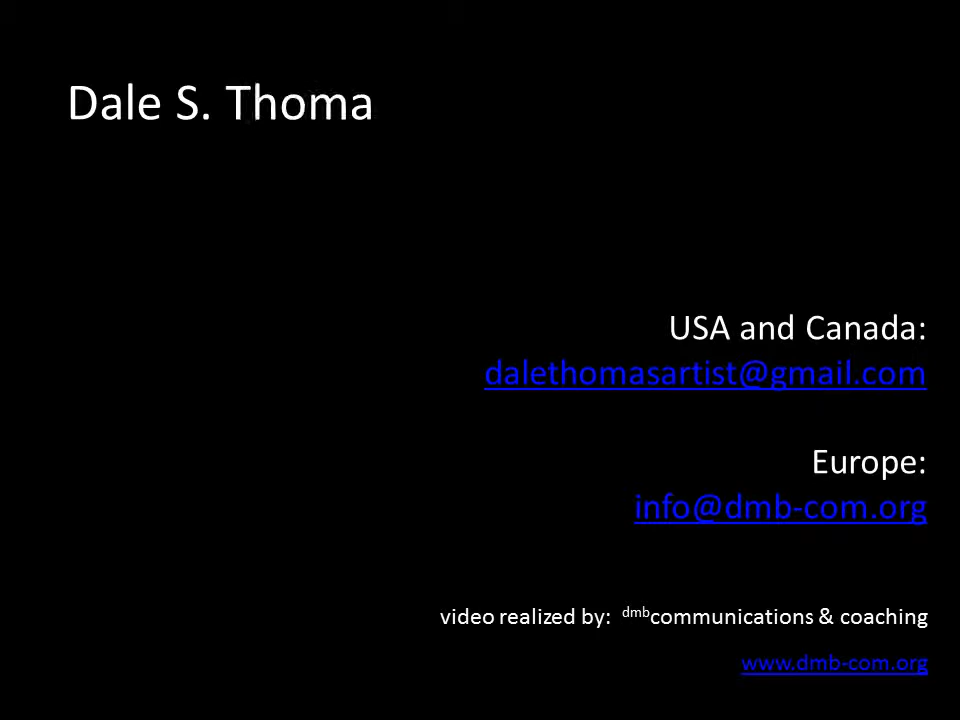 Dale S. Thoma
USA and Canada:
dalethomasartist@gmail.com
Europe:
info@dmb-com.org
video realized by: dmbcommunications & coaching
www.dmb-com.org